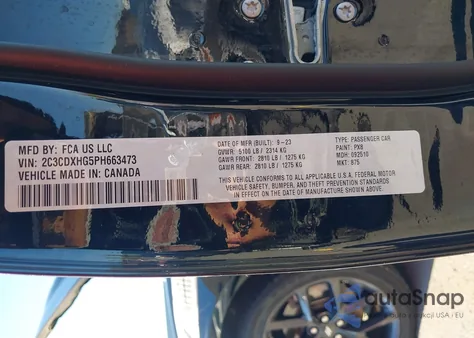 MFD BY: FCA US LLC
VIN: 2C3CDXHG5PH663473
VEHICLE MADE IN: CANADA
DATE OF MFR (BUILT): 9-23
GVWR: 5100 LB / 2314 KG
GAWR FRONT: 2810 LB / 1275 KG
GAWR REAR: 2810 LB / 1275 KG
TYPE: PASSENGER CAR
PAINT: PX8
MDH: 092510
MKT: 875
THIS VEHICLE CONFORMS TO ALL APPLICABLE U.S.A. FEDERAL MOTOR
VEHICLE SAFETY, BUMPER, AND THEFT PREVENTION STANDARDS
IN EFFECT ON THE DATE OF MANUFACTURE SHOWN ABOVE.
autoSnap